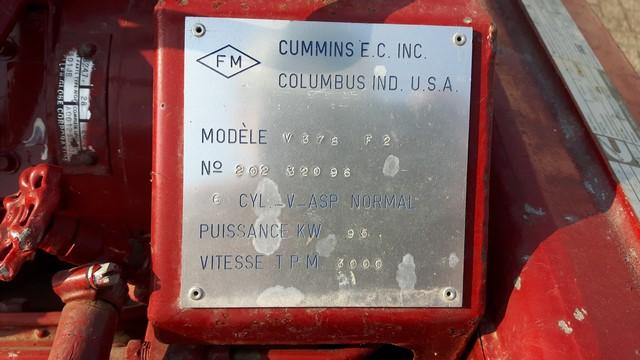 FM
CUMMINS E.C. INC.
COLUMBUS IND. U.S.A.
MODÈLE V 378 F2
Nº 202 32096
6 CYL.-V-ASP NORMAL
PUISSANCE KW 95
VITESSE T P M 3000